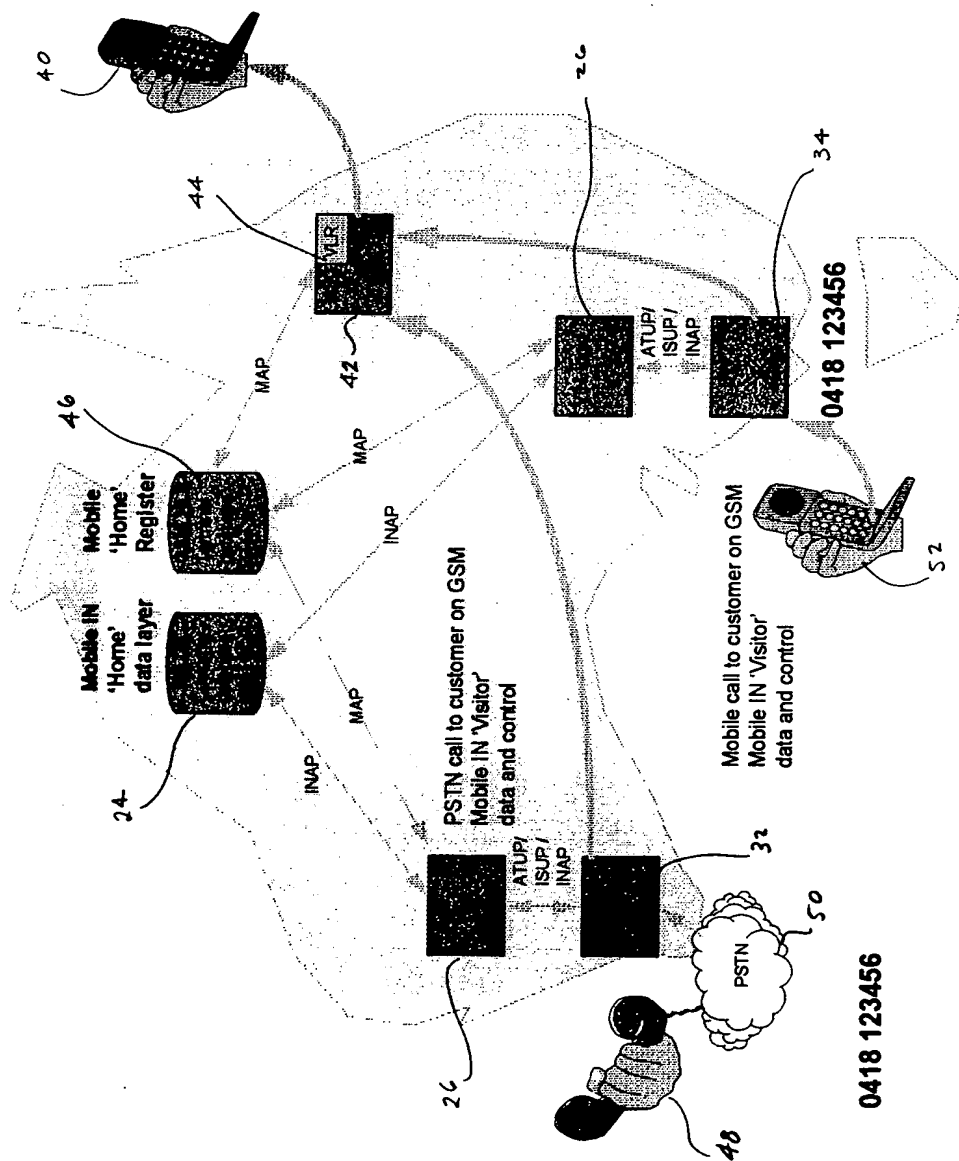 40
44
VLR
42
46
Mobile
'Home'
Register
Mobile IN
'Home'
data layer
24
MAP
MAP
INAP
MAP
INAP
26
ATUP/
ISUP /
INAP
34
0418 123456
52
Mobile call to customer on GSM
Mobile IN 'Visitor'
data and control
PSTN call to customer on GSM
Mobile IN 'Visitor'
data and control
26
ATUP/
ISUP /
INAP
32
PSTN
50
48
0418 123456